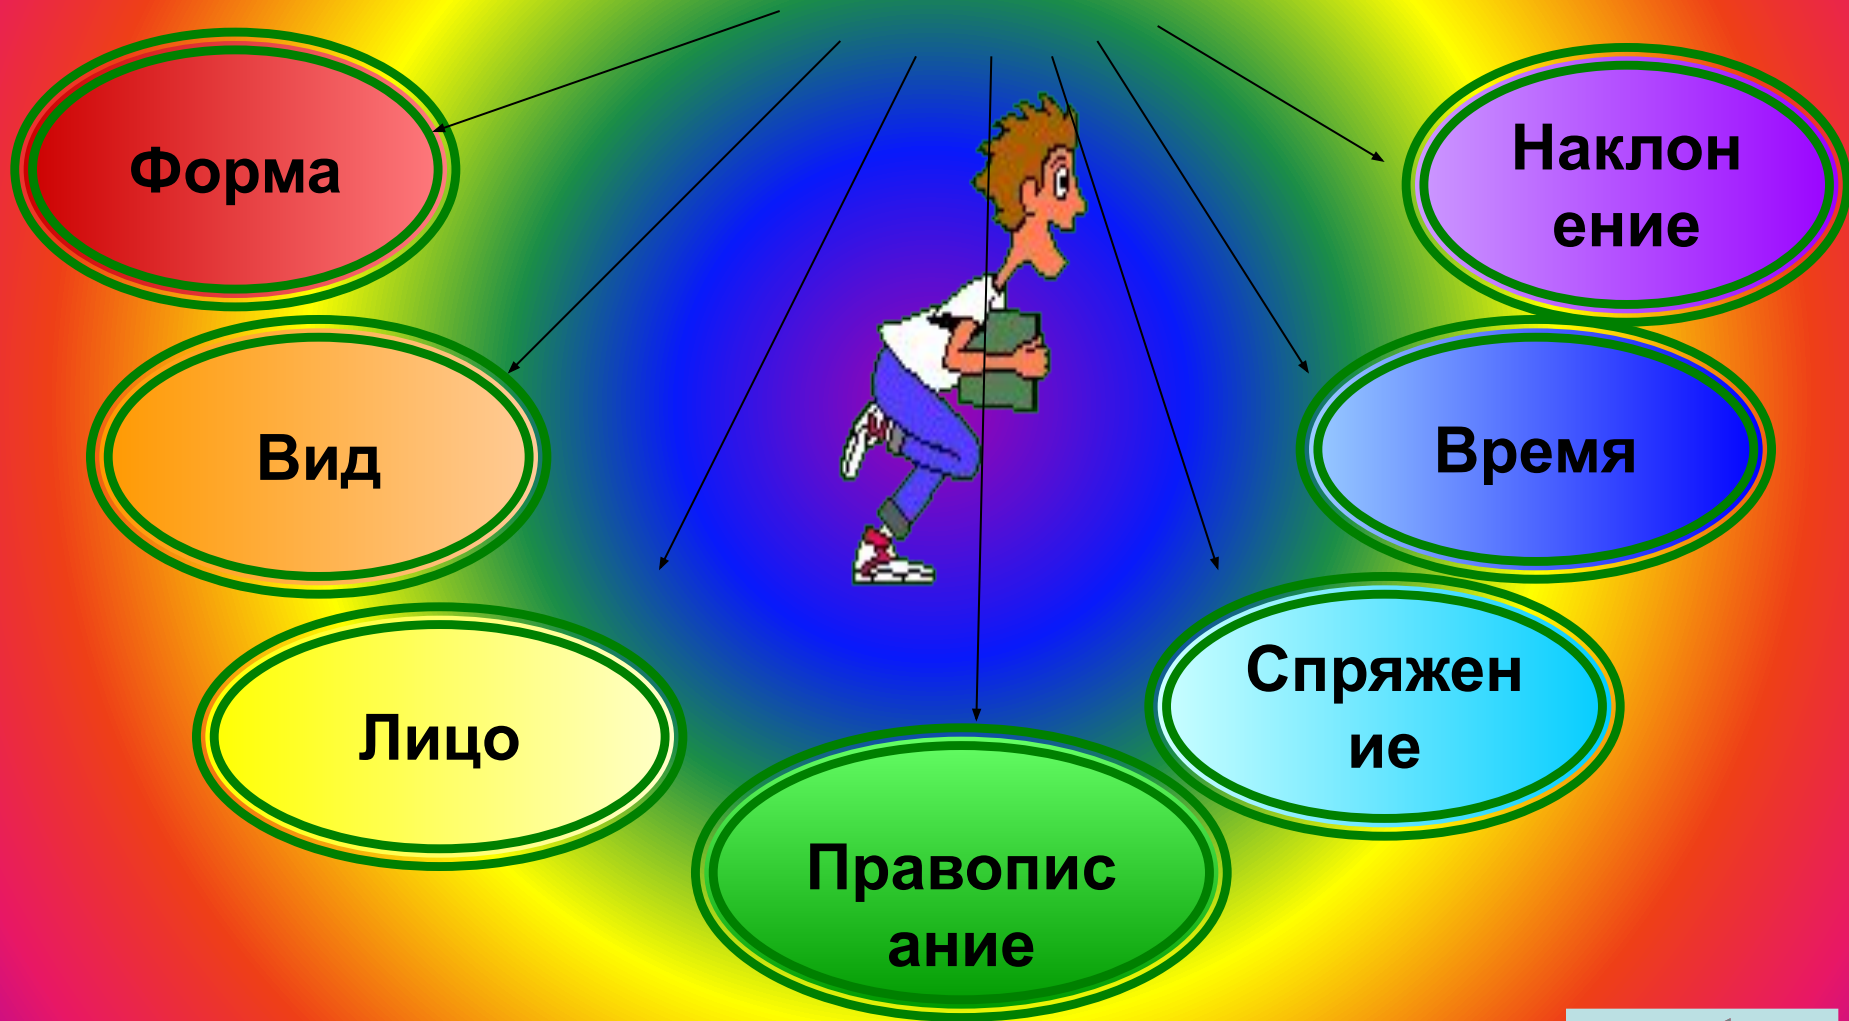 Форма
Наклон
ение
Вид
Время
Лицо
Спряжен
ие
Правопис
ание